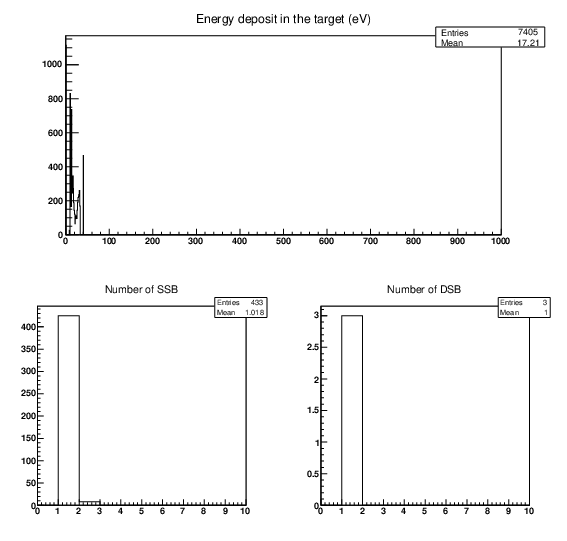 Energy deposit in the target (eV)
Entries 7405
Mean 17.21
1000
800
600
400
200
0
0 100 200 300 400 500 600 700 800 900 1000
Number of SSB
Entries 433
Mean 1.018
400
350
300
250
200
150
100
50
0
0 1 2 3 4 5 6 7 8 9 10
Number of DSB
Entries 3
Mean 1
3
2.5
2
1.5
1
0.5
0
0 1 2 3 4 5 6 7 8 9 10